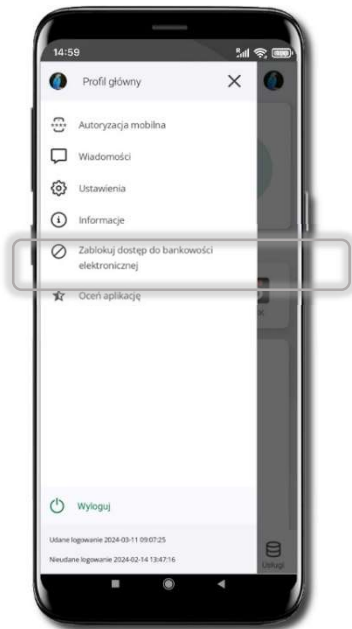 14:59
Profil główny
Autoryzacja mobilna
Wiadomości
Ustawienia
Informacje
Zablokuj dostęp do bankowości
elektronicznej
Oceń aplikację
Wyloguj
Udane logowanie 2024-03-11 09:07:25
Nieudane logowanie 2024-02-14 13:47:16
Usługi